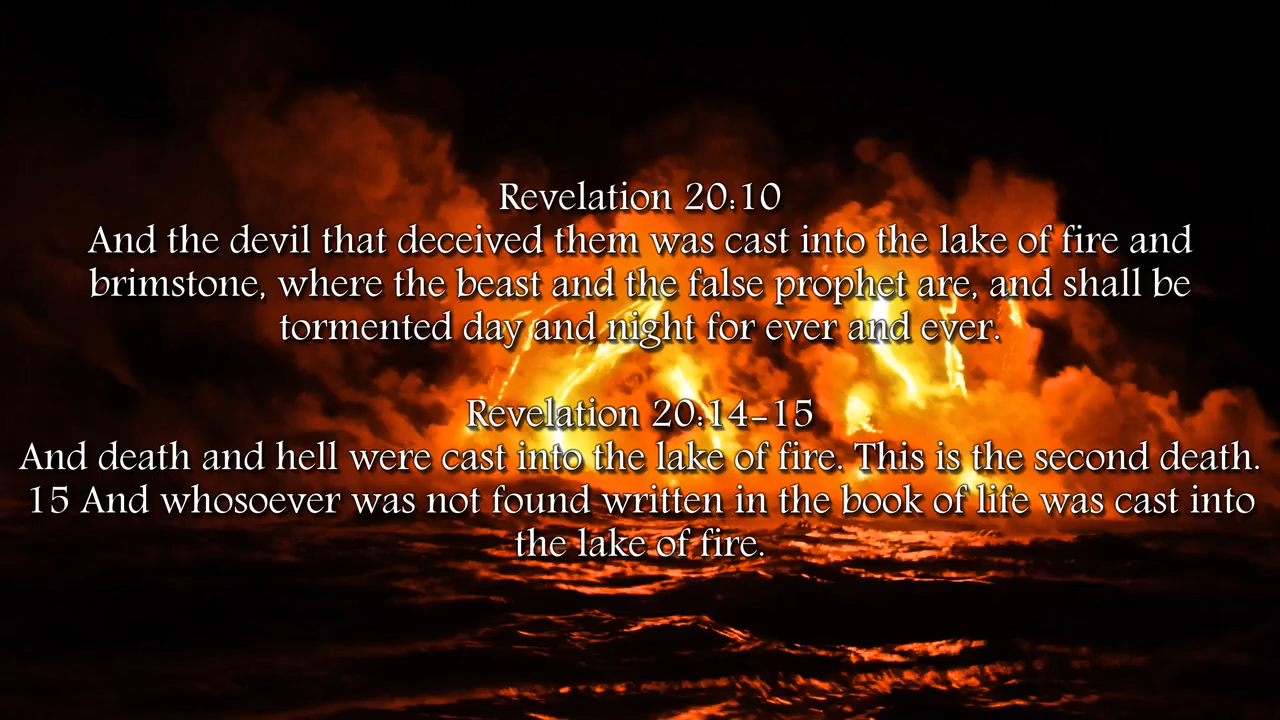 Revelation 20:10
And the devil that deceived them was cast into the lake of fire and
brimstone, where the beast and the false prophet are, and shall be
tormented day and night for ever and ever.
Revelation 20:14-15
And death and hell were cast into the lake of fire. This is the second death.
15 And whosoever was not found written in the book of life was cast into
the lake of fire.